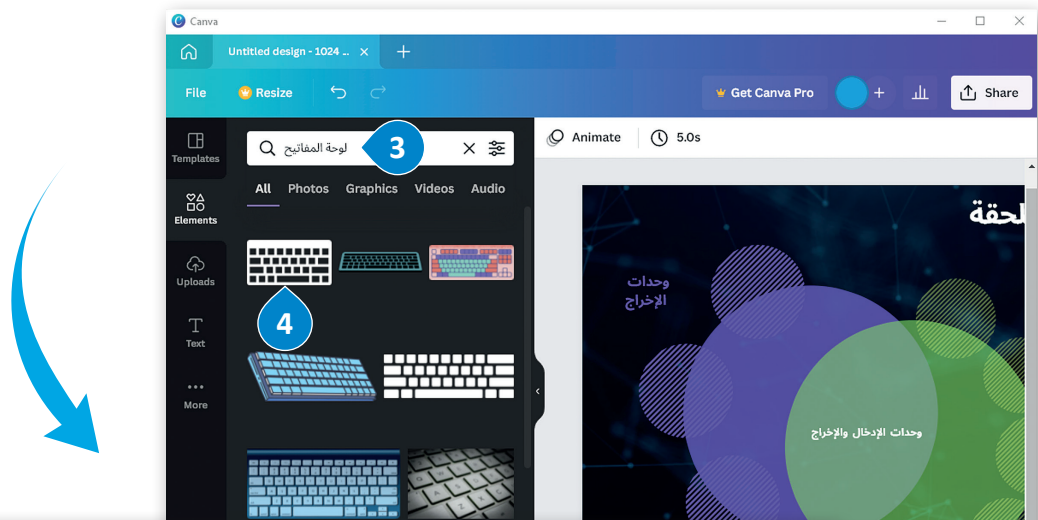 Canva
Untitled design - 1024 ...
File
Resize
Get Canva Pro
Share
Templates
Elements
Uploads
Text
More
لوحة المفاتيح
3
All Photos Graphics Videos Audio
4
Animate
5.0s
لحقة
وحدات
الإخراج
وحدات الإدخال والإخراج